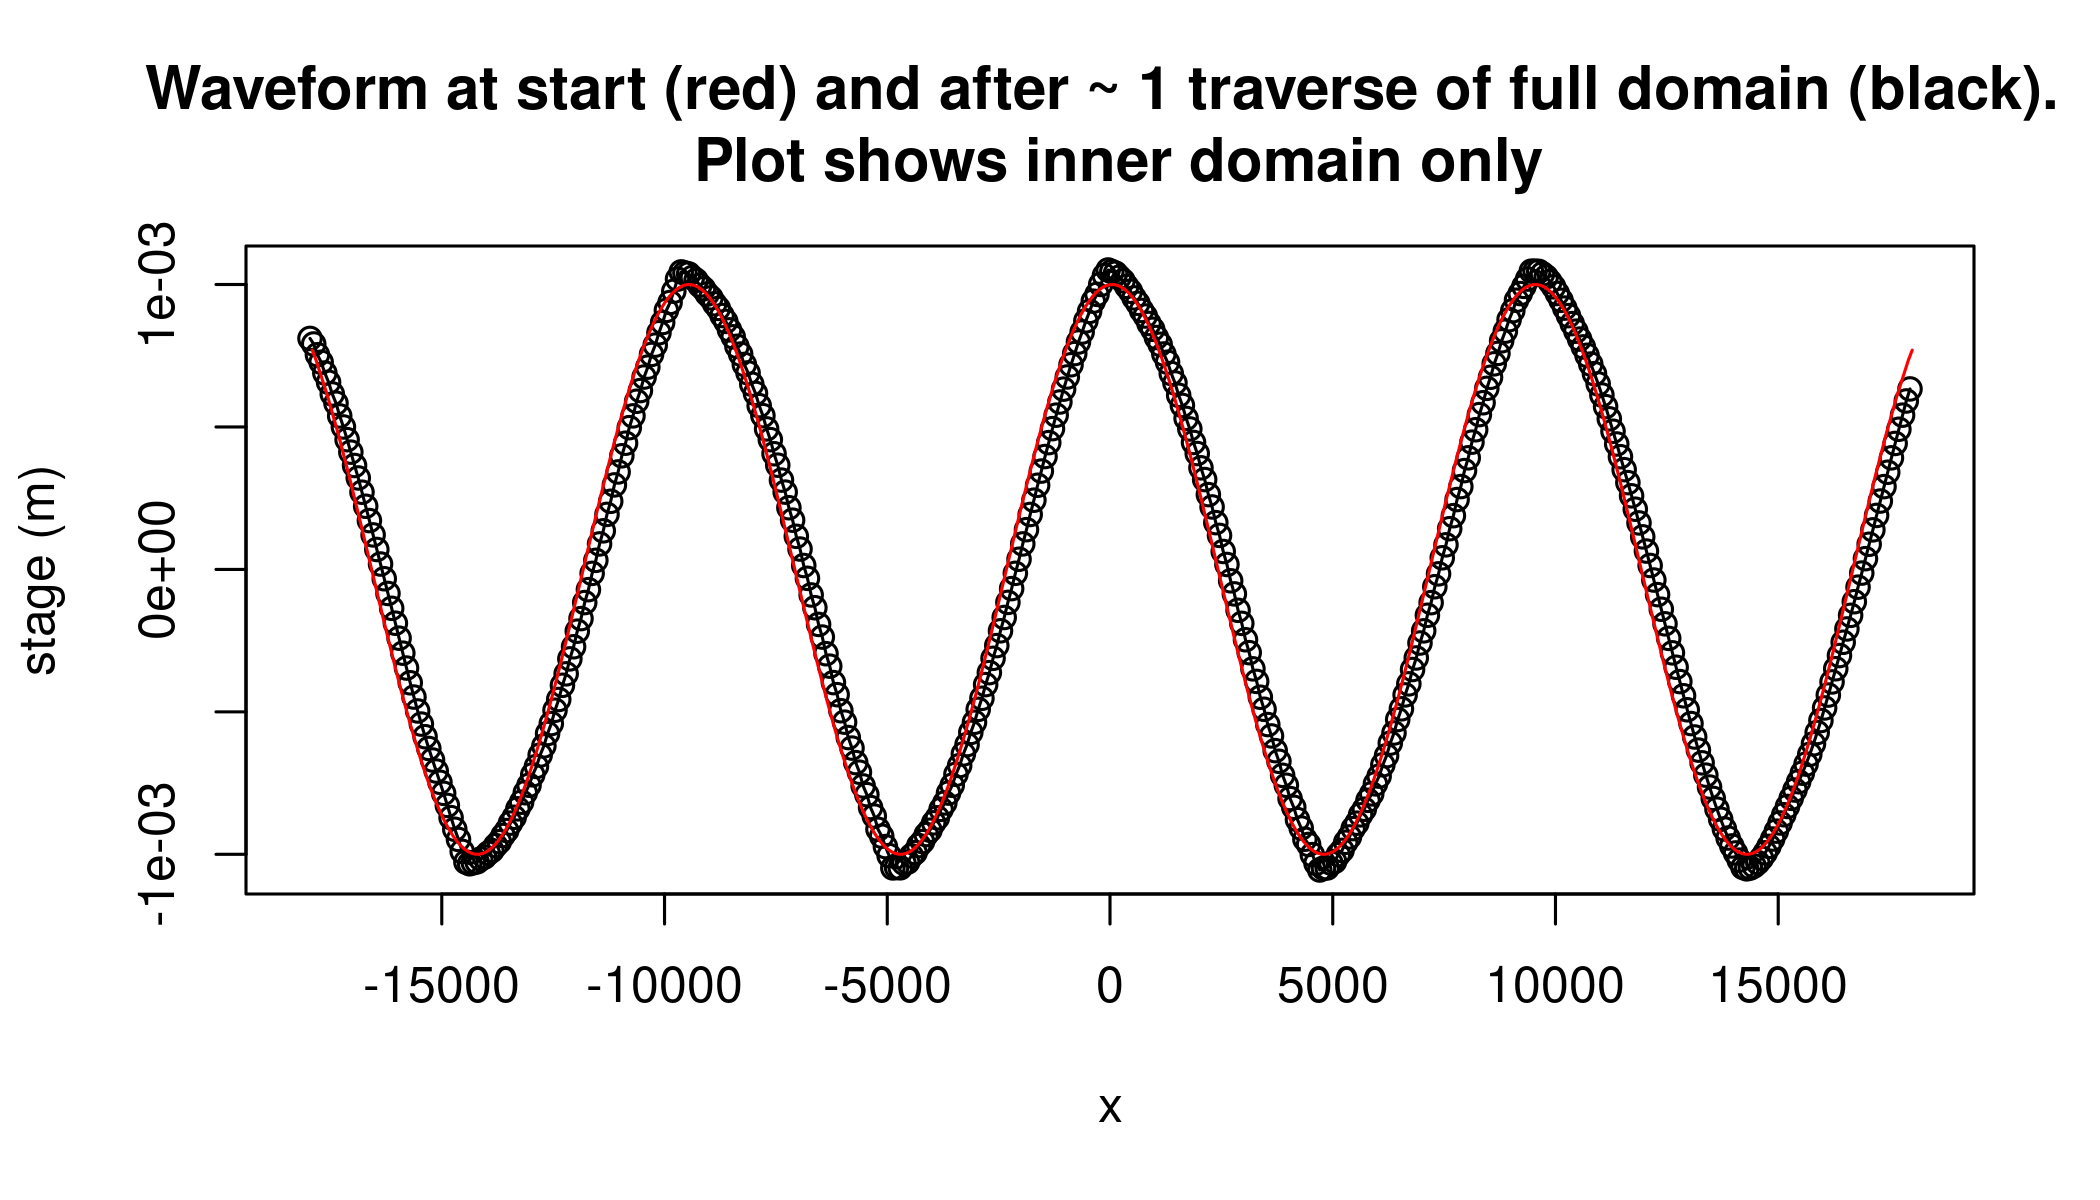 Waveform at start (red) and after ~ 1 traverse of full domain (black).
Plot shows inner domain only
stage (m)
1e-03
0e+00
-1e-03
-15000 -10000 -5000 0 5000 10000 15000
x